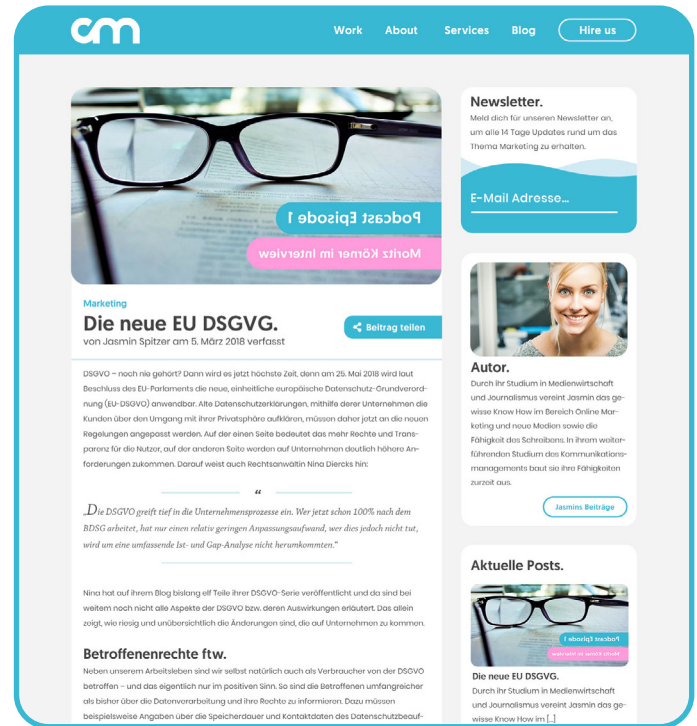 cm
Work About Services Blog Hire us
Podcast Episode 1
Moritz Körner im Interview
Marketing
Die neue EU DSGVG.
von Jasmin Spitzer am 5. März 2018 verfasst
Beitrag teilen
DSGVO – noch nie gehört? Dann wird es jetzt höchste Zeit, denn am 25. Mai 2018 wird laut
Beschluss des EU-Parlaments die neue, einheitliche europäische Datenschutz-Grundverord-
nung (EU-DSGVO) anwendbar. Alte Datenschutzerklärungen, mithilfe derer Unternehmen die
Kunden über den Umgang mit ihrer Privatsphäre aufklären, müssen daher jetzt an die neuen
Regelungen angepasst werden. Auf der einen Seite bedeutet das mehr Rechte und Trans-
parenz für die Nutzer, auf der anderen Seite werden auf Unternehmen deutlich höhere An-
forderungen zukommen. Darauf weist auch Rechtsanwältin Nina Diercks hin:
“
„Die DSGVO greift tief in die Unternehmensprozesse ein. Wer jetzt schon 100% nach dem
BDSG arbeitet, hat nur einen relativ geringen Anpassungsaufwand, wer dies jedoch nicht tut,
wird um eine umfassende Ist- und Gap-Analyse nicht herumkommten.“
Nina hat auf ihrem Blog bislang elf Teile ihrer DSGVO-Serie veröffentlicht und da sind bei
weitem noch nicht alle Aspekte der DSGVO bzw. deren Auswirkungen erläutert. Das allein
zeigt, wie riesig und unübersichtlich die Änderungen sind, die auf Unternehmen zu kommen.
Betroffenenrechte ftw.
Neben unserem Arbeitsleben sind wir selbst natürlich auch als Verbraucher von der DSGVO
betroffen – und das eigentlich nur im positiven Sinn. So sind die Betroffenen umfangreicher
als bisher über die Datenvorarbeitung und ihre Rechte zu informieren. Dazu müssen
beispielsweise Angaben über die Speicherdauer und Kontaktdaten des Datenschutzbeauf-
Newsletter.
Meld dich für unseren Newsletter an,
um alle 14 Tage Updates rund um das
Thema Marketing zu erhalten.
E-Mail Adresse...
Autor.
Durch ihr Studium in Medienwirtschaft
und Journalismus vereint Jasmin das ge-
wisse Know How im Bereich Online Mar-
keting und neue Medien sowie die
Fähigkeit des Schreibens. In ihrem weiter-
führenden Studium des Kommunikations-
managements baut sie ihre Fähigkeiten
zurzeit aus.
Jasmins Beiträge
Aktuelle Posts.
Podcast Episode 1
Moritz Körner im Interview
Die neue EU DSGVG.
Durch ihr Studium in Medienwirtschaft
und Journalismus vereint Jasmin das ge-
wisse Know How im [...]